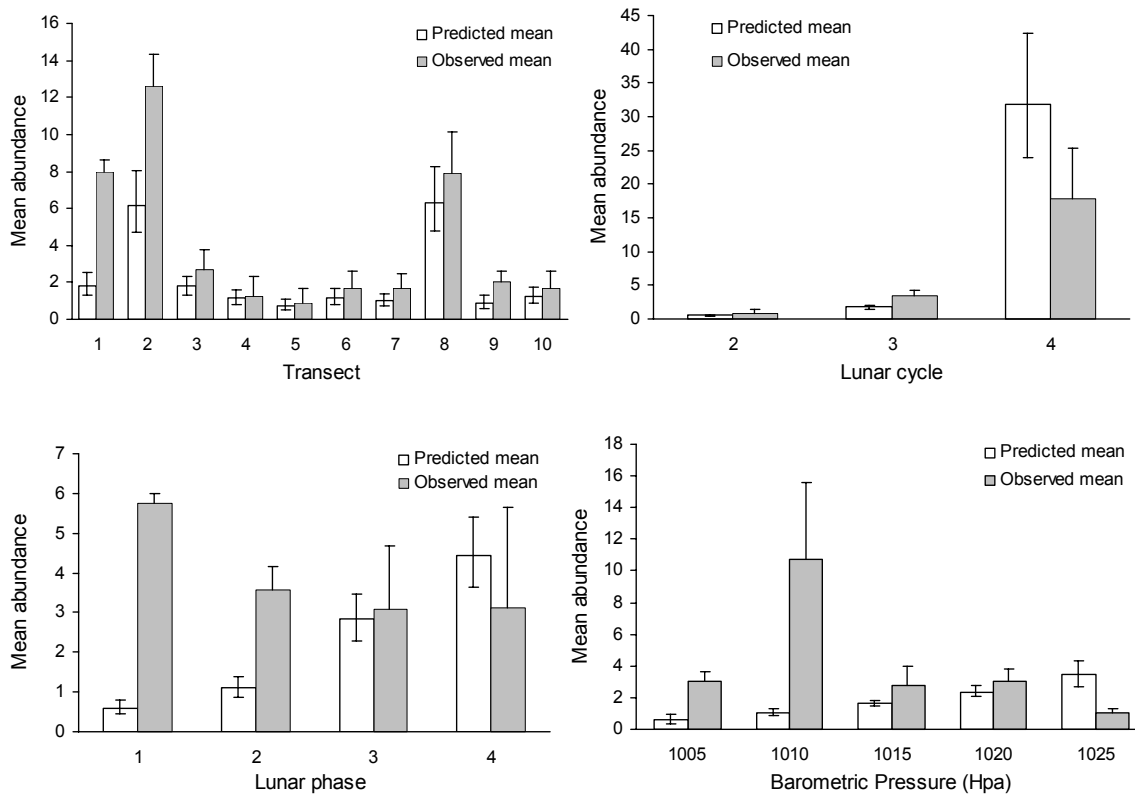 16
14
12
10
8
6
4
2
0
Mean abundance
Predicted mean
Observed mean
1 2 3 4 5 6 7 8 9 10
Transect
45
40
35
30
25
20
15
10
5
0
Mean abundance
Predicted mean
Observed mean
2 3 4
Lunar cycle
7
6
5
4
3
2
1
0
Mean abundance
Predicted mean
Observed mean
1 2 3 4
Lunar phase
18
16
14
12
10
8
6
4
2
0
Mean abundance
Predicted mean
Observed mean
1005 1010 1015 1020 1025
Barometric Pressure (Hpa)